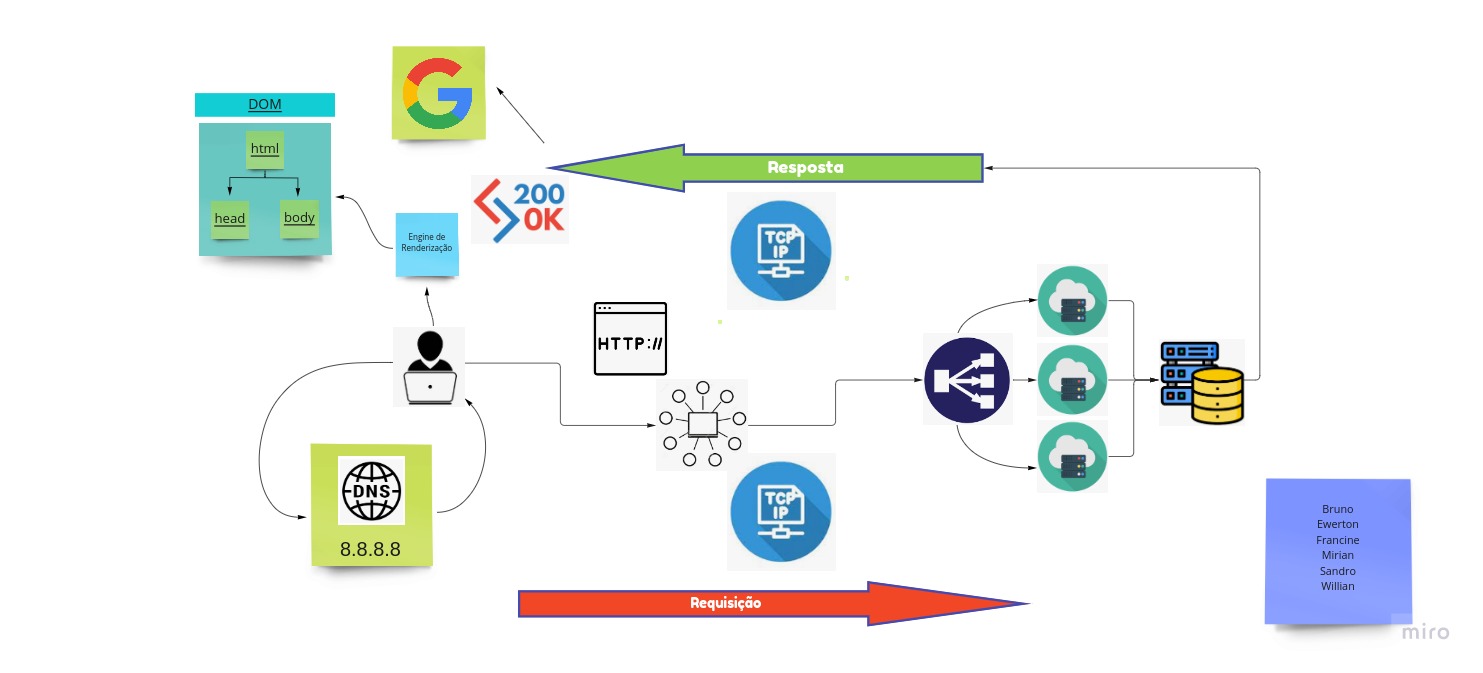 DOM
html
head
body
Engine de
Renderização
200
OK
Resposta
TCP
IP
HTTP://
DNS
8.8.8.8
TCP
IP
Requisição
Bruno
Ewerton
Francine
Mirian
Sandro
Willian
miro